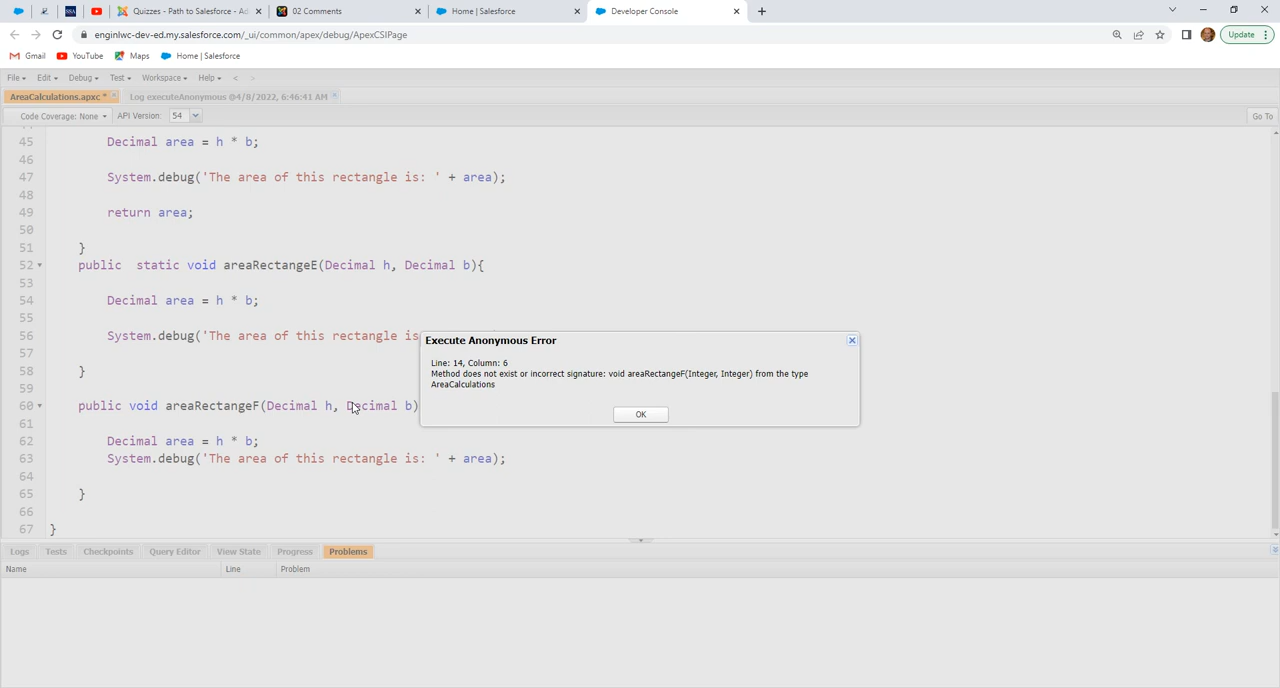 Quizzes - Path to Salesforce - Ad
02 Comments
Home | Salesforce
Developer Console
enginlwc-dev-ed.my.salesforce.com/_ui/common/apex/debug/ApexCSIPage
Update
Gmail
YouTube
Maps
Home | Salesforce
File
Edit
Debug
Test
Workspace
Help
<
>
AreaCalculations.apxc *
Log executeAnonymous @4/8/2022, 6:46:41 AM
Code Coverage: None
API Version:
54
Go To
45 Decimal area = h * b;
46
47 System.debug('The area of this rectangle is: ' + area);
48
49 return area;
50
51 }
52 public static void areaRectangeE(Decimal h, Decimal b){
53
54 Decimal area = h * b;
55
56 System.debug('The area of this rectangle is
57
58 }
59
60 public void areaRectangeF(Decimal h, Decimal b)
61
62 Decimal area = h * b;
63 System.debug('The area of this rectangle is: ' + area);
64
65 }
66
67 }
Execute Anonymous Error
Line: 14, Column: 6
Method does not exist or incorrect signature: void areaRectangeF(Integer, Integer) from the type
AreaCalculations
OK
Logs
Tests
Checkpoints
Query Editor
View State
Progress
Problems
Name
Line
Problem